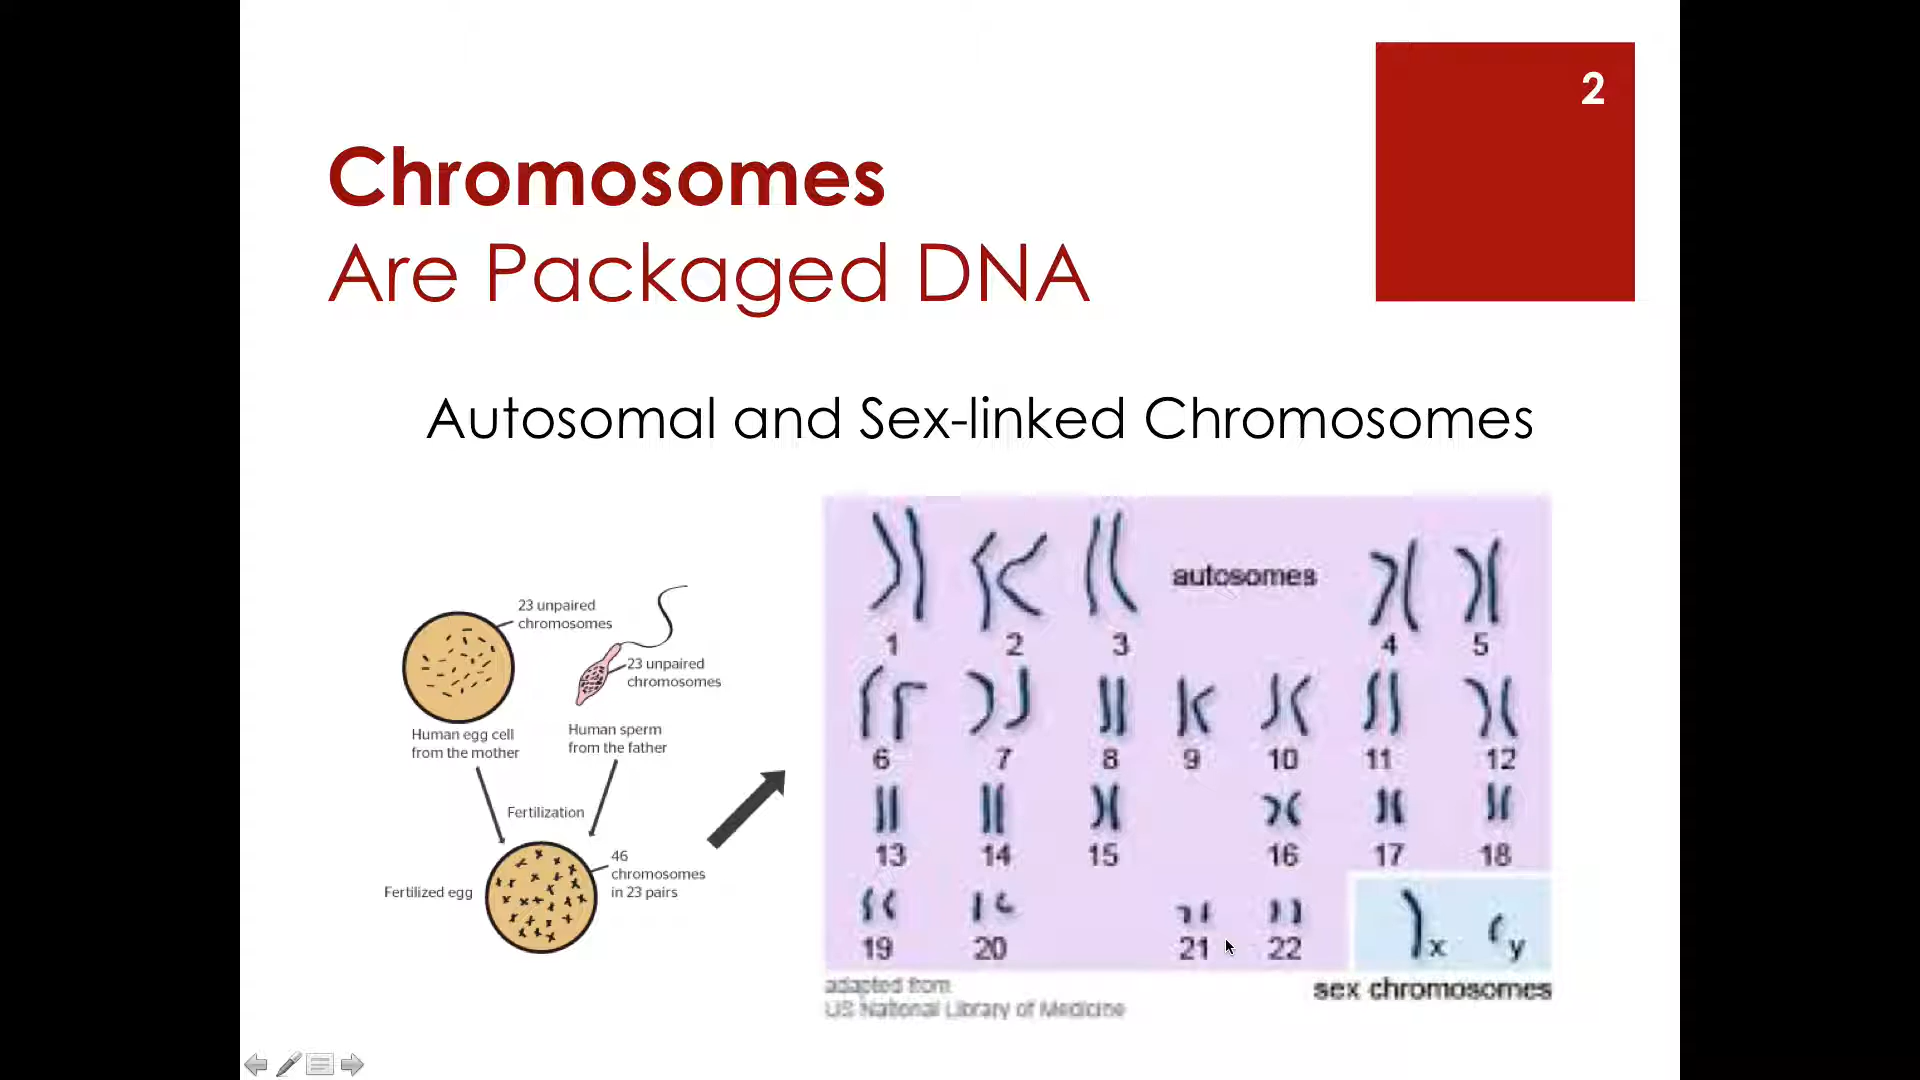 2
Chromosomes
Are Packaged DNA
Autosomal and Sex-linked Chromosomes
23 unpaired
chromosomes
23 unpaired
chromosomes
Human egg cell
from the mother
Human sperm
from the father
Fertilization
46
chromosomes
in 23 pairs
Fertilized egg
autosomes
1 2 3 4 5
6 7 8 9 10 11 12
13 14 15 16 17 18
19 20 21 22 x y
sex chromosomes
adapted from
US National Library of Medicine